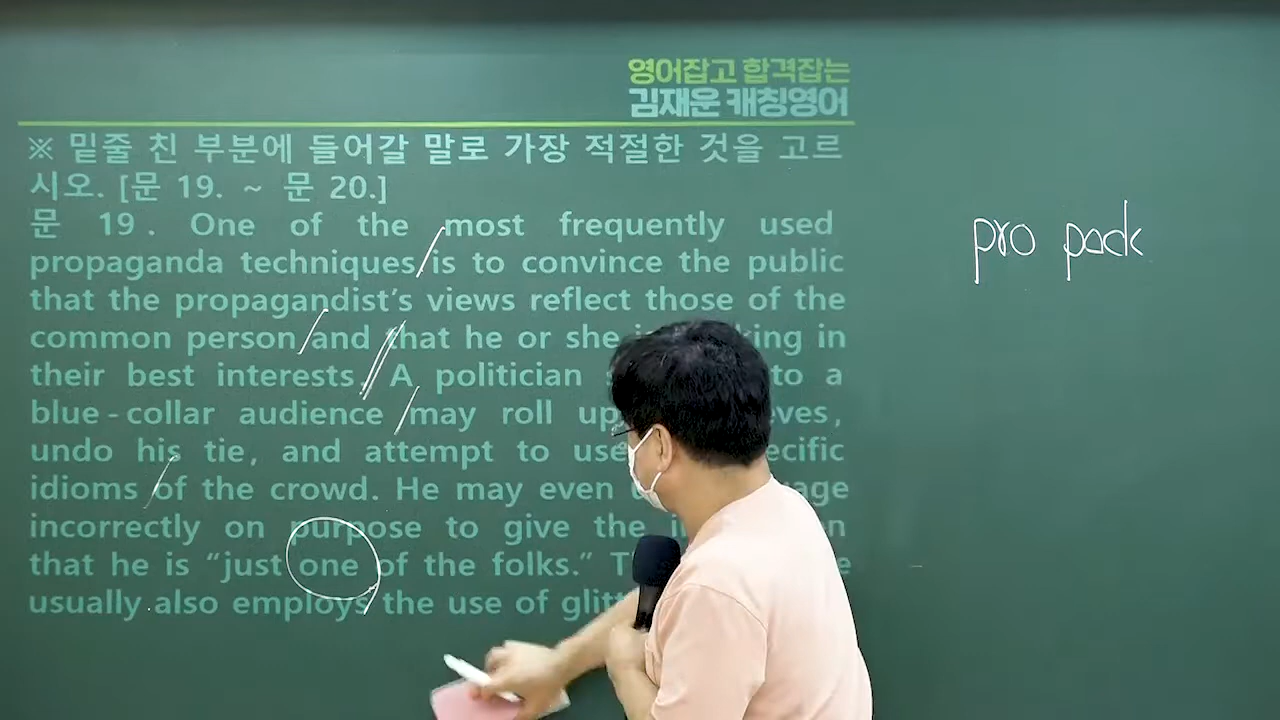 영어잡고 합격잡는
김재운 캐칭영어
※ 밑줄 친 부분에 들어갈 말로 가장 적절한 것을 고르
시오. [문 19. ~ 문 20.]
문 19. One of the most frequently used
propaganda techniques is to convince the public
that the propagandist's views reflect those of the
common person and that he or she in
their best interests. A politician to a
blue-collar audience may roll up
undo his tie, and attempt to use
idioms of the crowd. He may even
incorrectly on purpose to give the
that he is “just one of the folks.”
usually also employs the use of
pro pack